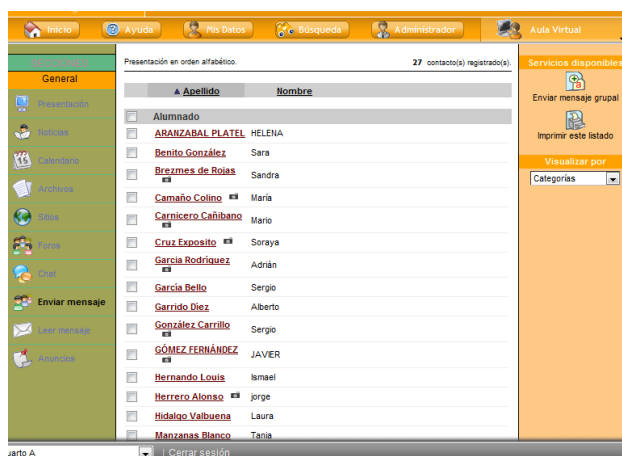 Inicio
Ayuda
Mis Datos
Búsqueda
Administrador
Aula Virtual
General
Presentación
Noticias
Calendario
Archivos
Sitios
Foros
Chat
Enviar mensaje
Leer mensaje
Anuncios
Presentación en orden alfabético.
27 contacto(s) registrado(s).
Apellido Nombre
Alumnado
ARANZABAL PLATEL HELENA
Benito González Sara
Brezmes de Rojas Sandra
Camaño Colino María
Carnicero Cañibano Mario
Cruz Exposito Soraya
Garcia Rodríguez Adrián
García Bello Sergio
Garrido Díez Alberto
González Carrillo Sergio
GÓMEZ FERNÁNDEZ JAVIER
Hernando Louis Ismael
Herrero Alonso jorge
Hidalgo Valbuena Laura
Manzanas Blanco Tania
Servicios disponibles
Enviar mensaje grupal
Imprimir este listado
Visualizar por
Categorías
uarto A
| Cerrar sesión